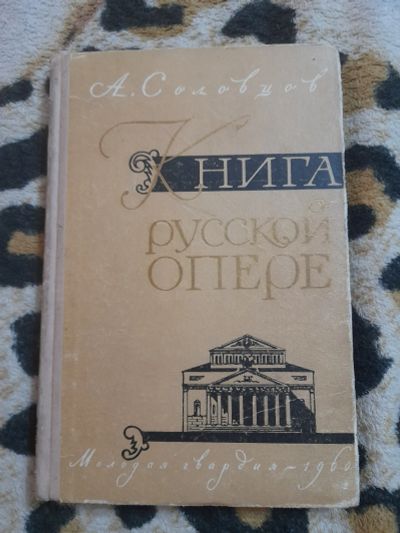 А. Соловцов
Книга
о
русской
опере
Молодая гвардия - 1960